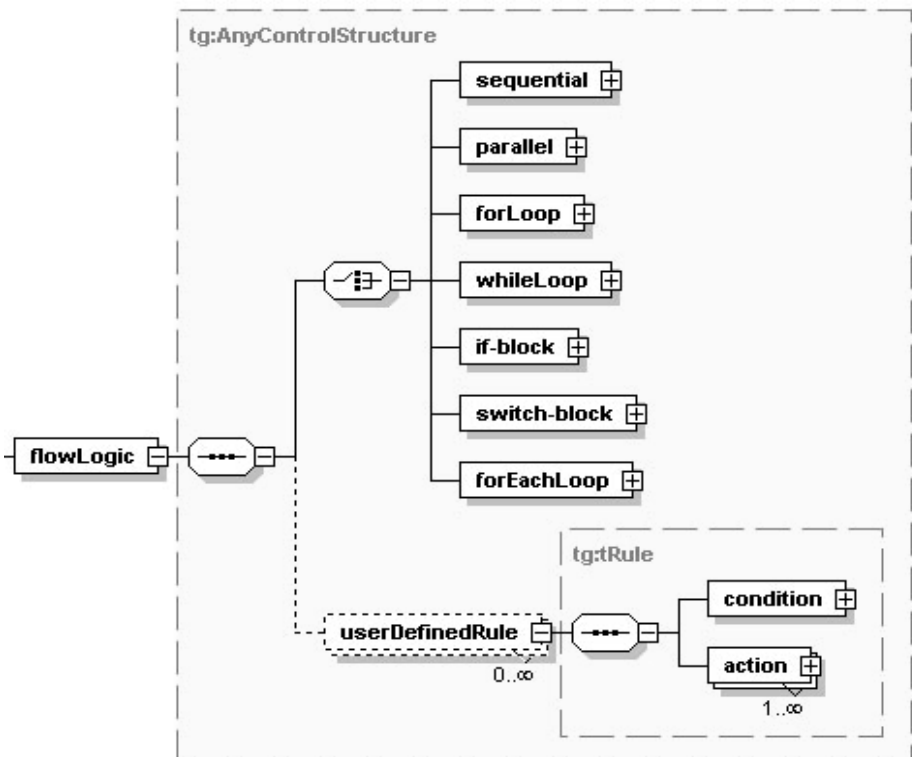 tg:AnyControlStructure
sequential
parallel
forLoop
whileLoop
if-block
switch-block
flowLogic
forEachLoop
tg:tRule
condition
userDefinedRule
0..∞
action
1..∞